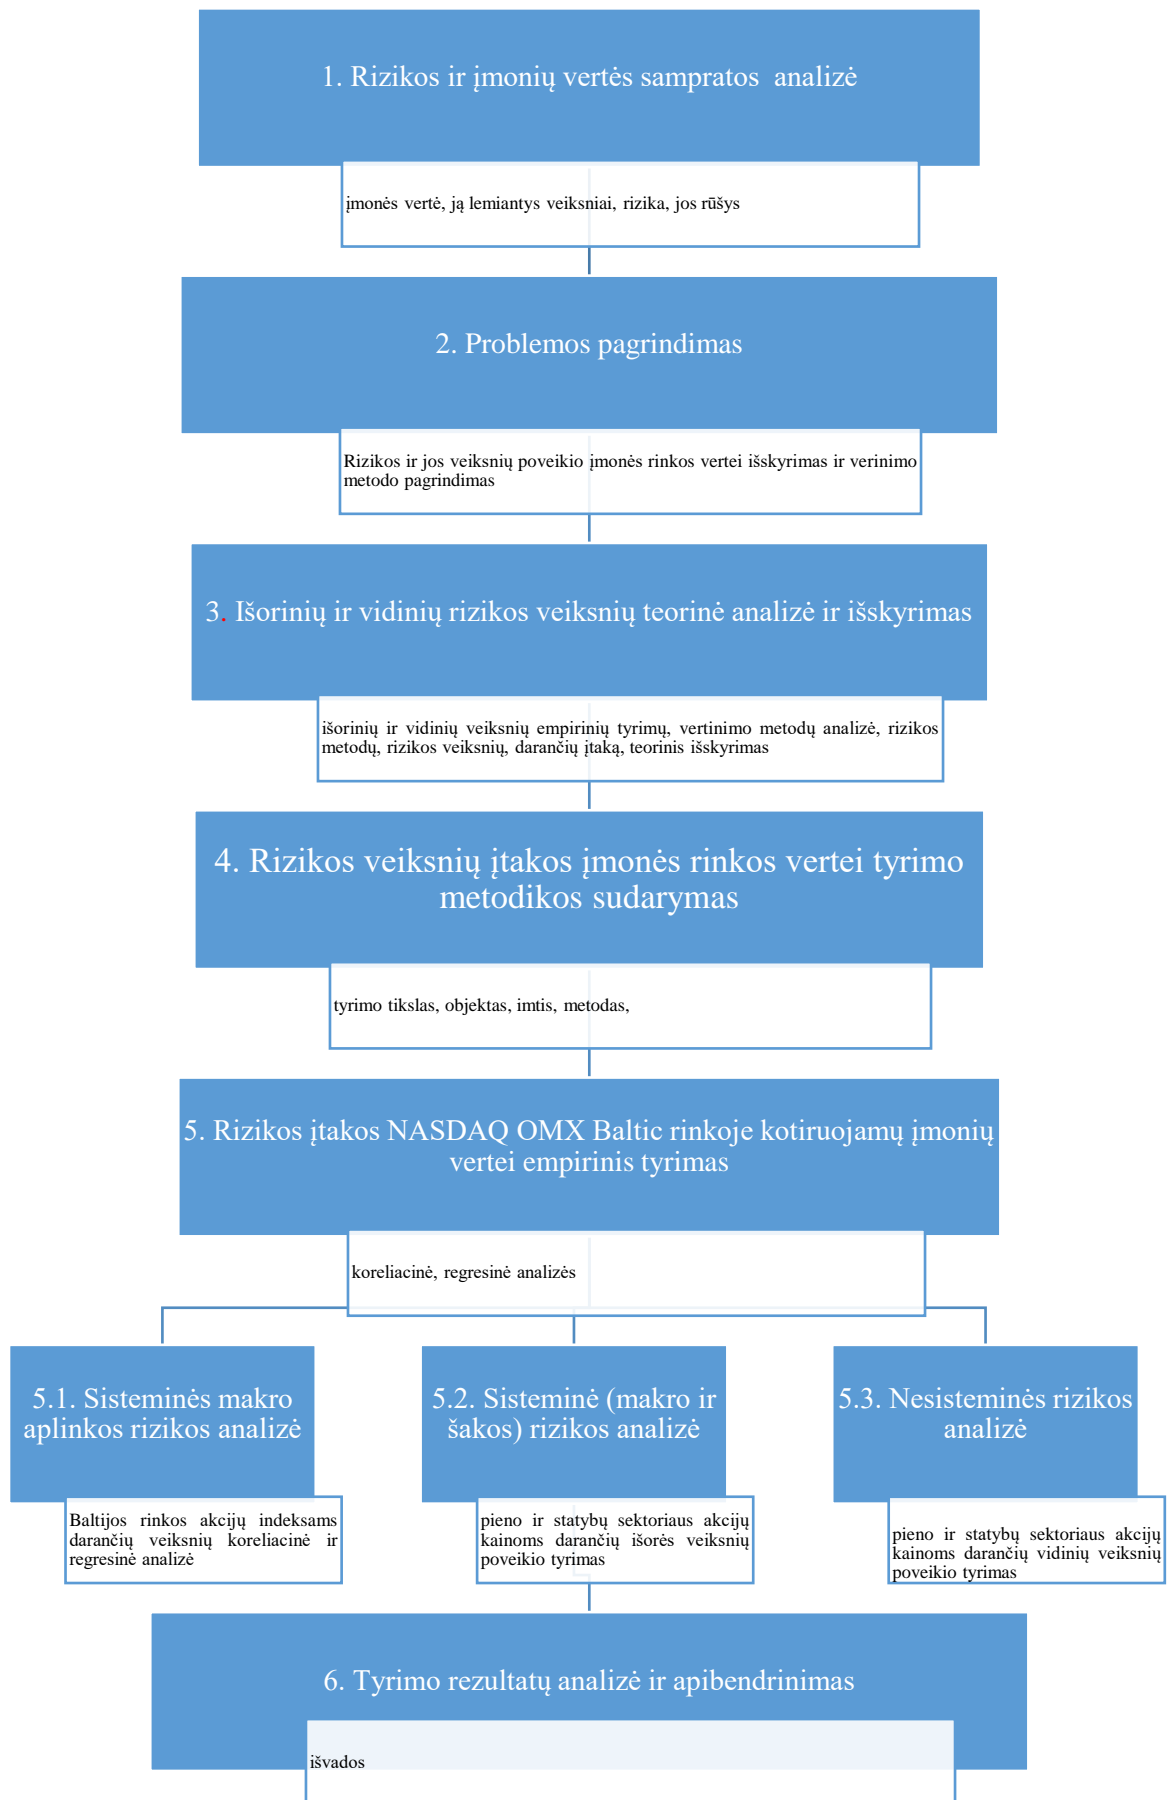 1. Rizikos ir įmonių vertės sampratos analizė
įmonės vertė, ją lemiantys veiksniai, rizika, jos rūšys
2. Problemos pagrindimas
Rizikos ir jos veiksnių poveikio įmonės rinkos vertei išskyrimas ir verinimo
metodo pagrindimas
3. Išorinių ir vidinių rizikos veiksnių teorinė analizė ir išskyrimas
išorinių ir vidinių veiksnių empirinių tyrimų, vertinimo metodų analizė, rizikos
metodų, rizikos veiksnių, darančių įtaką, teorinis išskyrimas
4. Rizikos veiksnių įtakos įmonės rinkos vertei tyrimo
metodikos sudarymas
tyrimo tikslas, objektas, imtis, metodas,
5. Rizikos įtakos NASDAQ OMX Baltic rinkoje kotiruojamų įmonių
vertei empirinis tyrimas
koreliacinė, regresinė analizės
5.1. Sisteminės makro
aplinkos rizikos analizė
Baltijos rinkos akcijų indeksams
darančių veiksnių koreliacinė ir
regresinė analizė
5.2. Sisteminė (makro ir
šakos) rizikos analizė
pieno ir statybų sektoriaus akcijų
kainoms darančių išorės veiksnių
poveikio tyrimas
5.3. Nesisteminės rizikos
analizė
pieno ir statybų sektoriaus akcijų
kainoms darančių vidinių veiksnių
poveikio tyrimas
6. Tyrimo rezultatų analizė ir apibendrinimas
išvados